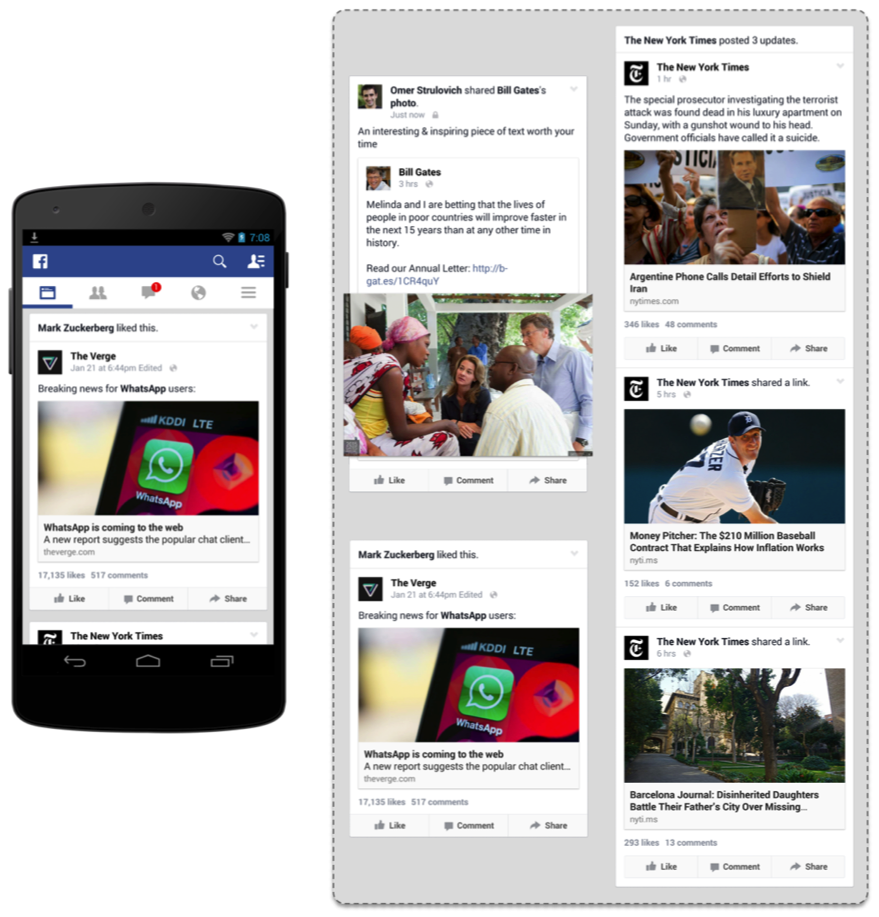 7:08
1
Mark Zuckerberg liked this.
The Verge
Jan 21 at 6:44pm Edited
Breaking news for WhatsApp users:
KDDI LTE
WhatsApp
WhatsApp is coming to the web
A new report suggests the popular chat client...
theverge.com
17,135 likes 517 comments
Like Comment Share
The New York Times
Omer Strulovich shared Bill Gates's
photo.
Just now
An interesting & inspiring piece of text worth your
time
Bill Gates
3 hrs
Melinda and I are betting that the lives of
people in poor countries will improve faster in
the next 15 years than at any other time in
history.
Read our Annual Letter: http://b-
gat.es/1CR4quY
Like Comment Share
Mark Zuckerberg liked this.
The Verge
Jan 21 at 6:44pm Edited
Breaking news for WhatsApp users:
KDDI LTE
WhatsApp
WhatsApp is coming to the web
A new report suggests the popular chat client...
theverge.com
17,135 likes 517 comments
Like Comment Share
The New York Times posted 3 updates.
The New York Times
1 hr
The special prosecutor investigating the terrorist
attack was found dead in his luxury apartment on
Sunday, with a gunshot wound to his head.
Government officials have called it a suicide.
Argentine Phone Calls Detail Efforts to Shield
Iran
nytimes.com
346 likes 48 comments
Like Comment Share
The New York Times shared a link.
5 hrs
Money Pitcher: The $210 Million Baseball
Contract That Explains How Inflation Works
nyti.ms
152 likes 6 comments
Like Comment Share
The New York Times shared a link.
6 hrs
Barcelona Journal: Disinherited Daughters
Battle Their Father's City Over Missing...
nyti.ms
293 likes 13 comments
Like Comment Share